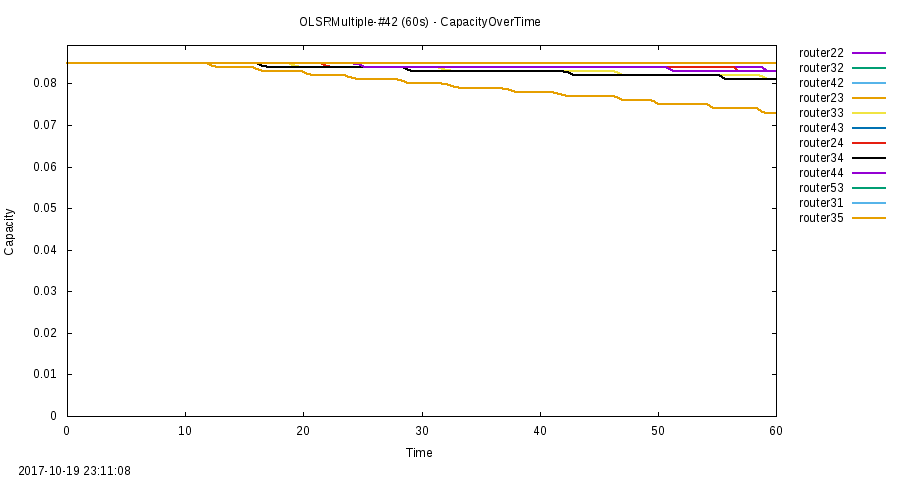 OLSRMultiple-#42 (60s) - CapacityOverTime
router22
router32
router42
router23
router33
router43
router24
router34
router44
router53
router31
router35
0.08
0.07
0.06
0.05
0.04
0.03
0.02
0.01
0
Capacity
0 10 20 30 40 50 60
Time
2017-10-19 23:11:08